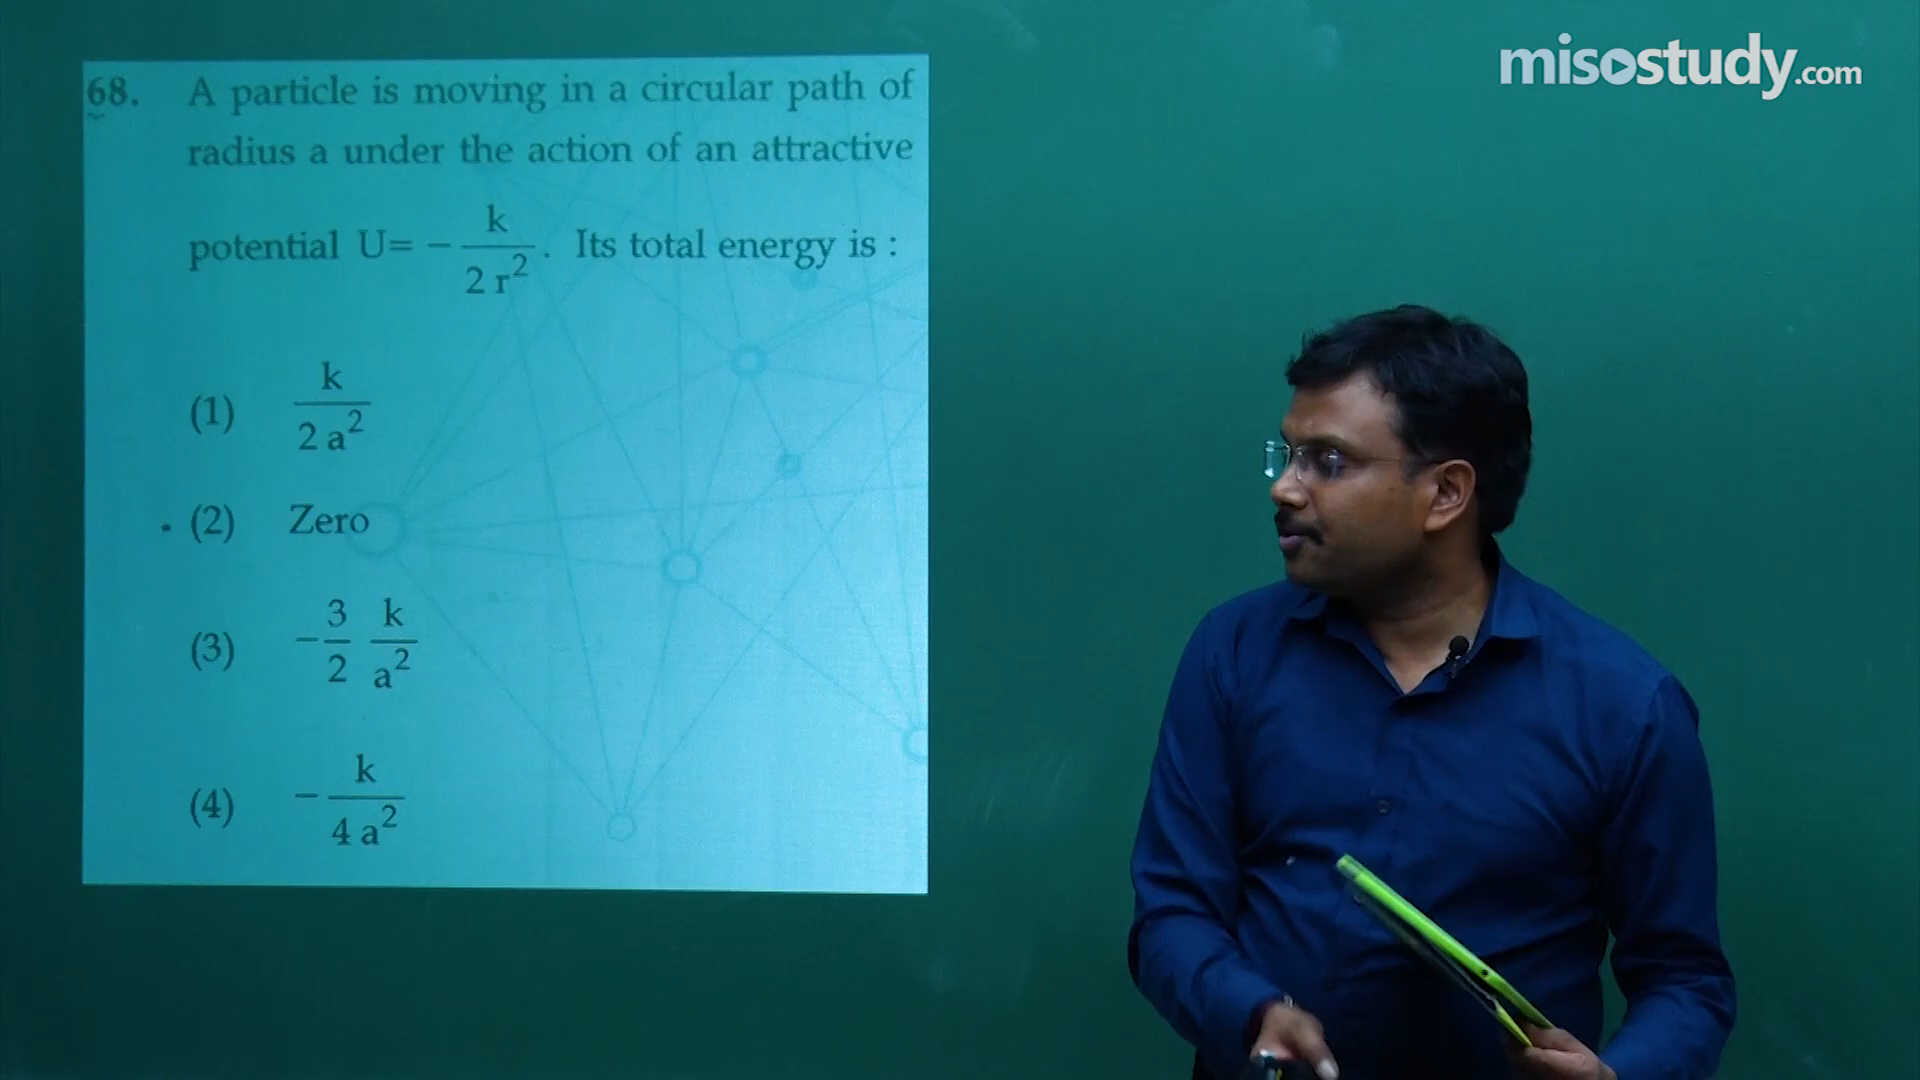 misostudy.com
68. A particle is moving in a circular path of
radius a under the action of an attractive
potential U= - k / 2 r². Its total energy is :
(1) k / 2 a²
(2) Zero
(3) - 3/2 k/a²
(4) - k / 4 a²